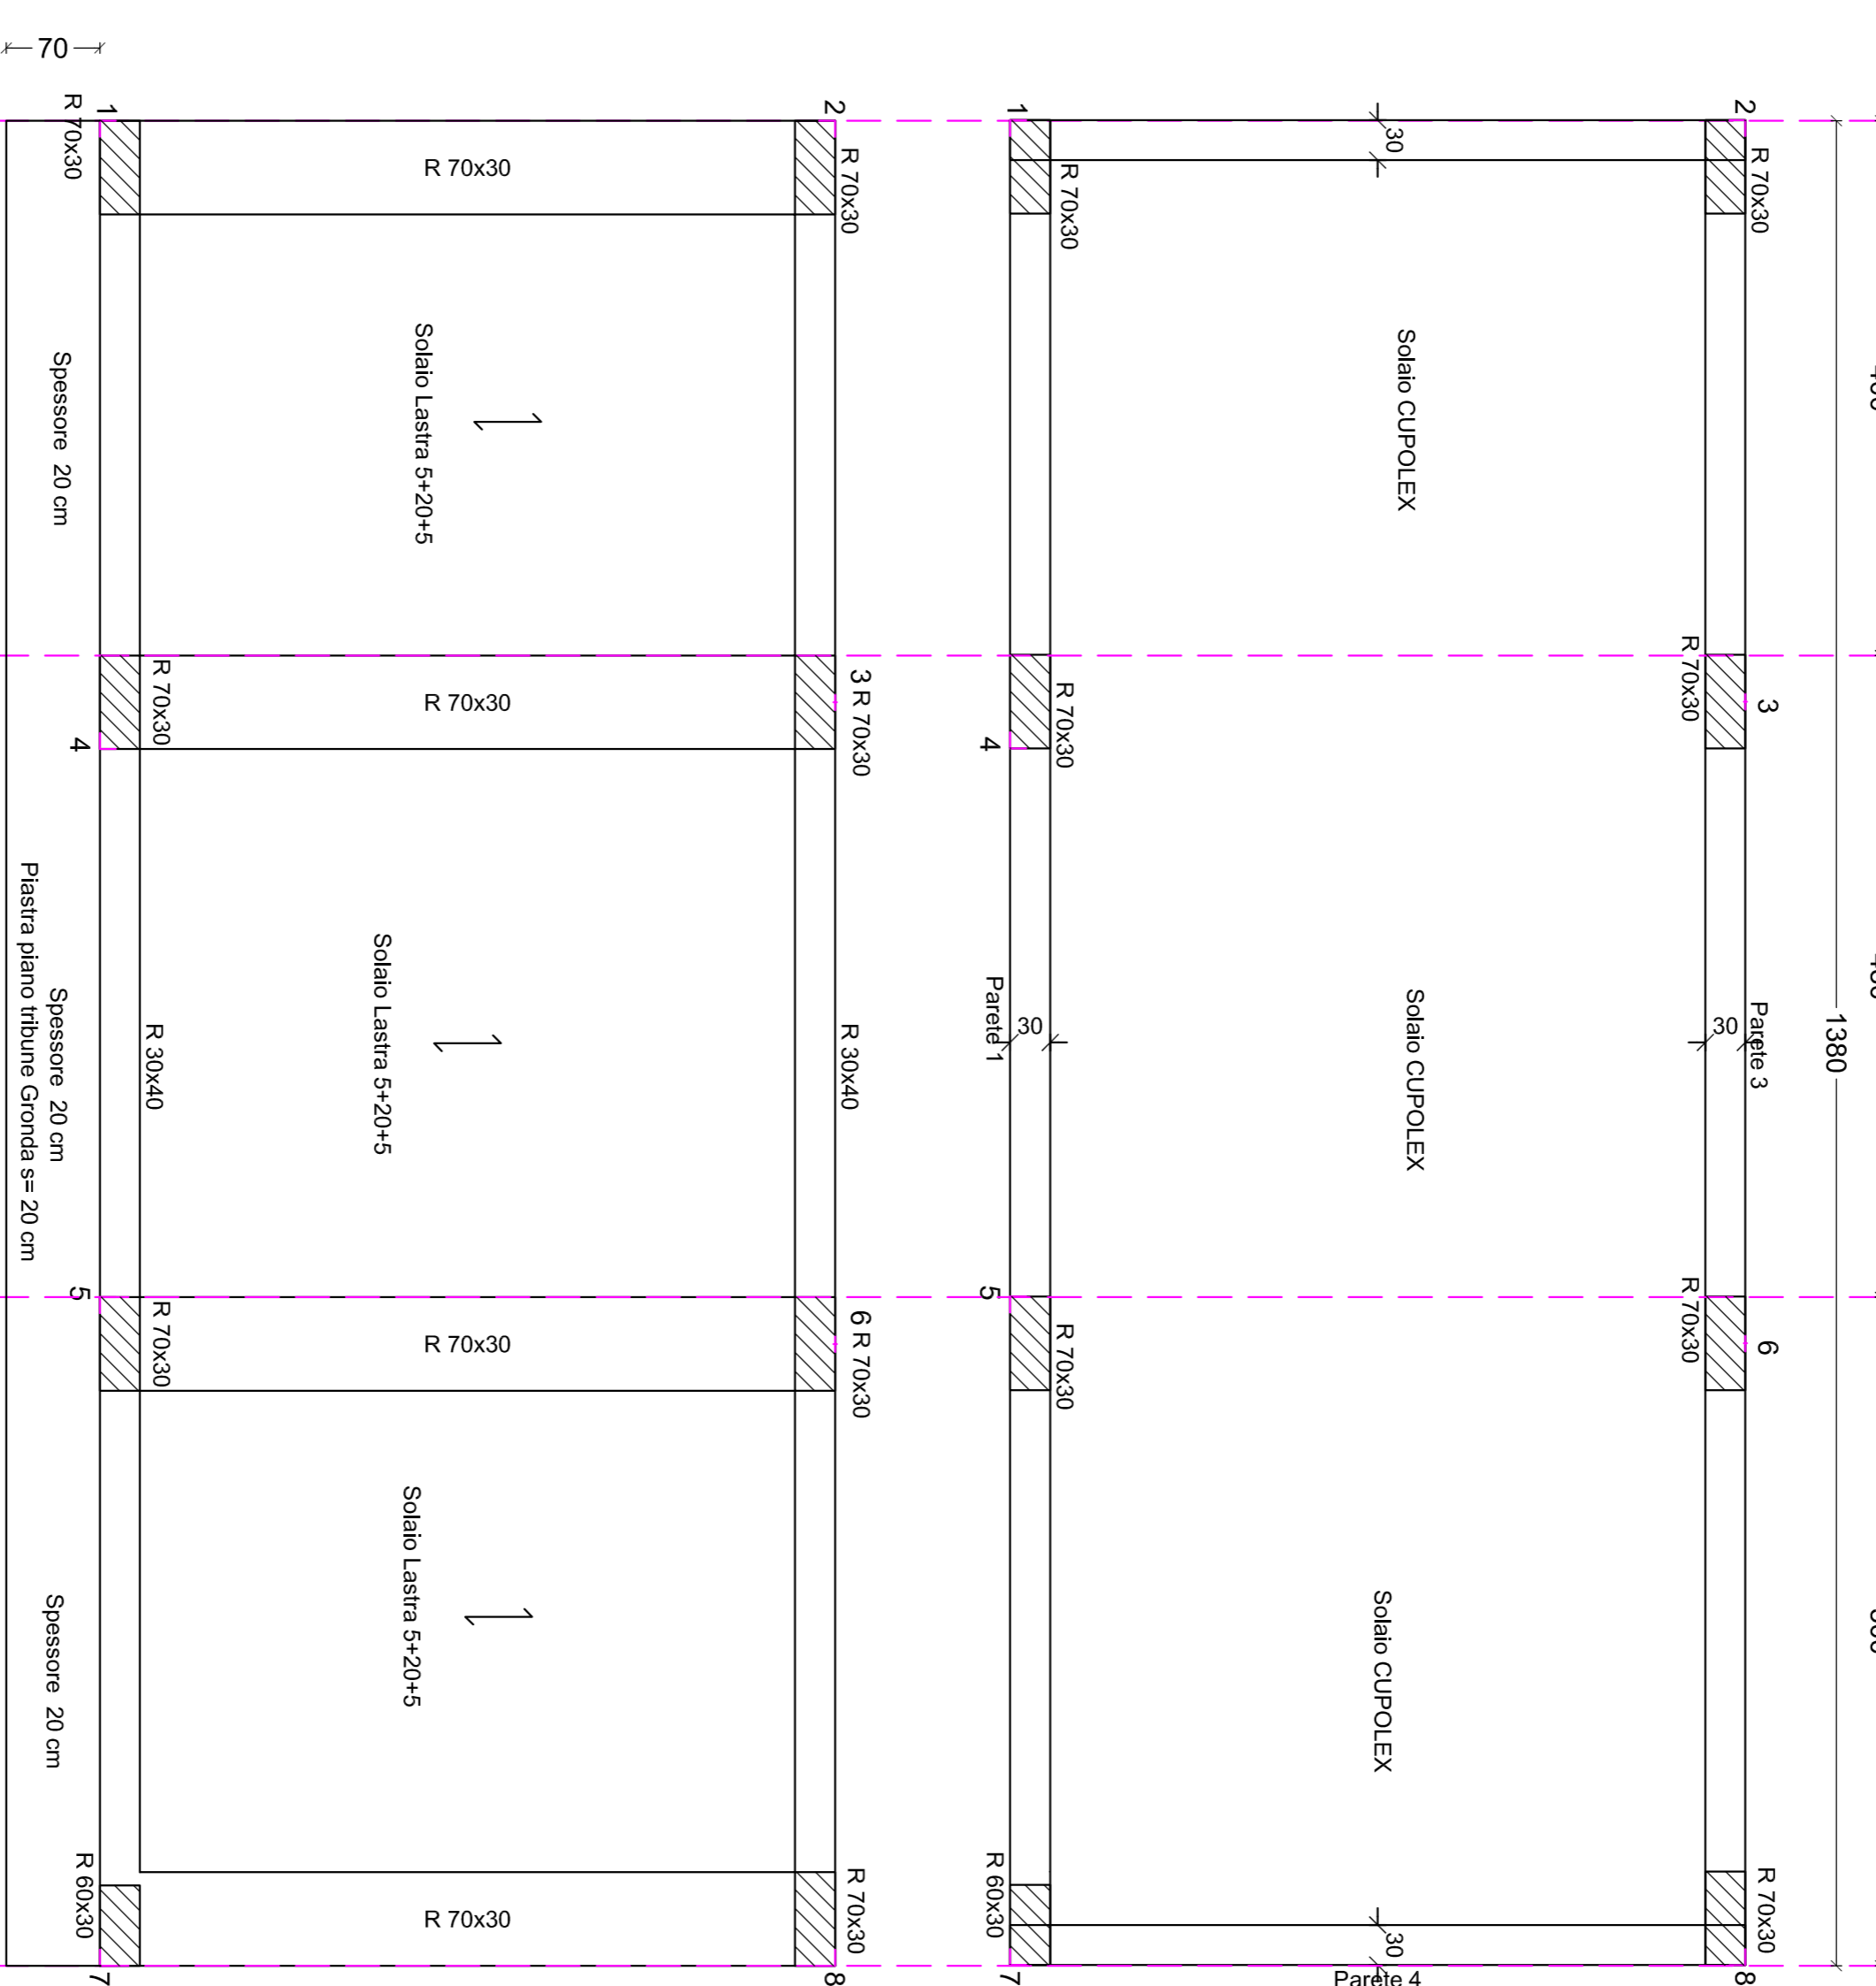 70
1
R 70x30
2
R 70x30
R 70x30
Solaio Lastra 5+20+5
Spessore 20 cm
R 70x30
R 70x30
3 R 70x30
4
Solaio Lastra 5+20+5
R 30x40
R 30x40
Spessore 20 cm
Piastra piano tribune Gronda s= 20 cm
5
R 70x30
R 70x30
6 R 70x30
Solaio Lastra 5+20+5
Spessore 20 cm
R 60x30
R 70x30
R 70x30
7
8
1
R 70x30
30
2
R 70x30
Solaio CUPOLEX
R 70x30
3
4
R 70x30
Parete 1
30
Solaio CUPOLEX
30
Parete 3
1380
5
R 70x30
R 70x30
6
Solaio CUPOLEX
R 60x30
7
30
Parete 4
R 70x30
8